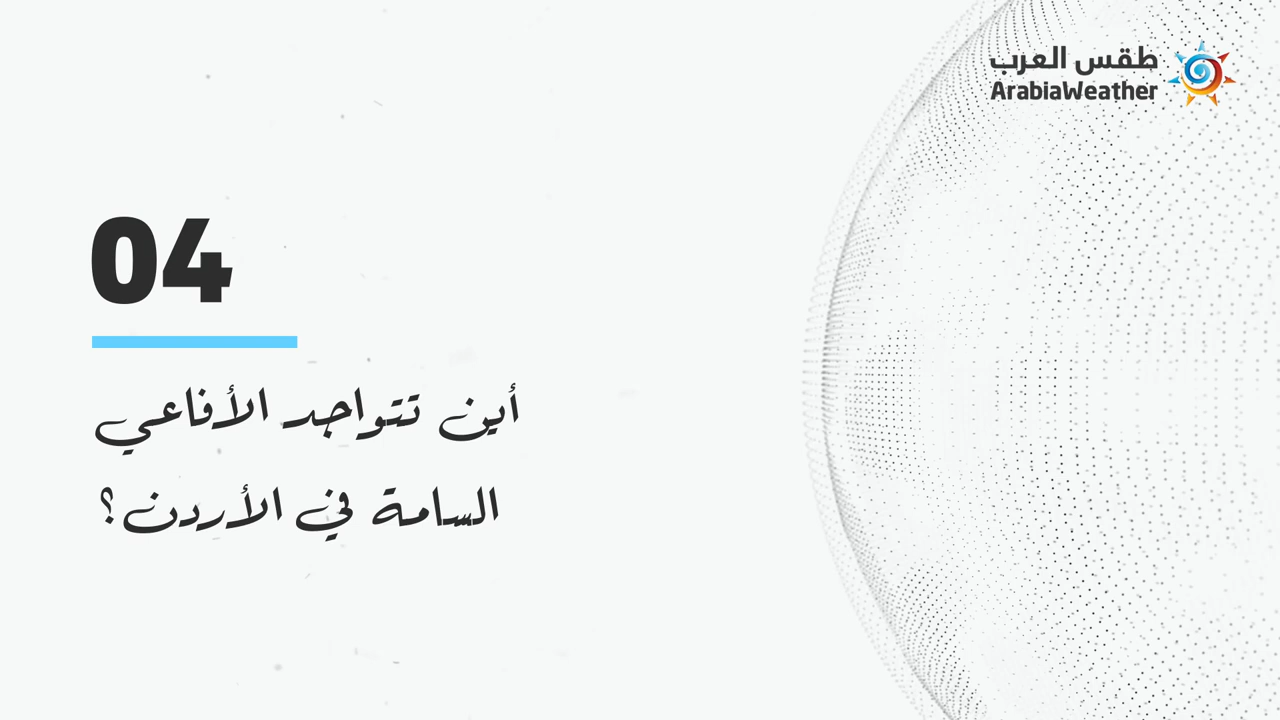 طقس العرب
ArabiaWeather
04
أين تتواجد الأفاعي
السامة في الأردن؟